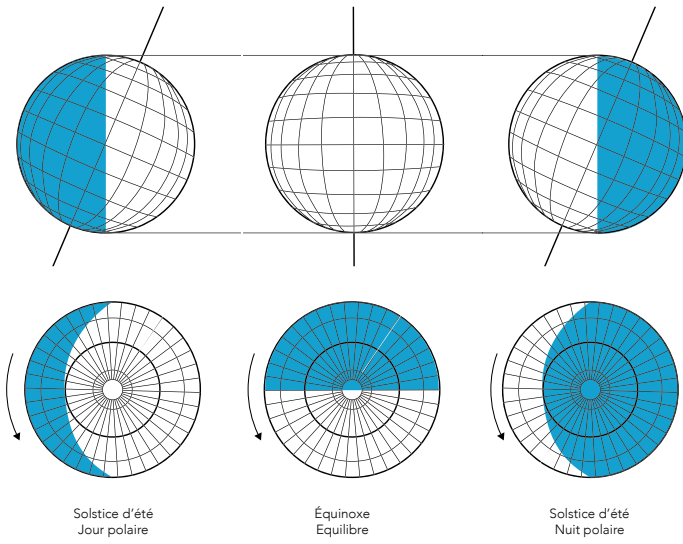 Solstice d'été
Jour polaire
Équinoxe
Equilibre
Solstice d'été
Nuit polaire